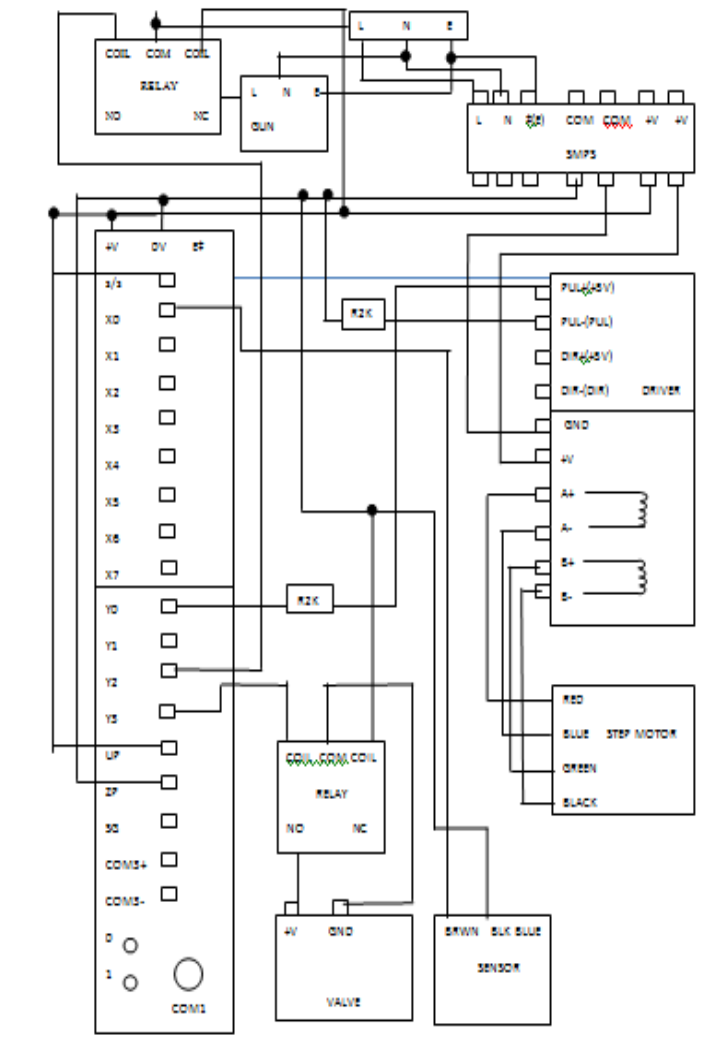 L N E
COIL COM COIL
RELAY
NO NC
L N E
GUN
L N COM COM +V +V
SMPS
+V 0V
S/S
X0
X1
X2
X3
X4
X5
X6
X7
Y0
Y1
Y2
Y3
UP
ZP
SG
COM3+
COM3-
0
1
COM1
R2K
R2K
PUL+(+5V)
PUL-(PUL)
DIR+(+5V)
DIR-(DIR) DRIVER
GND
+V
A+
A-
B+
B-
RED
BLUE STEP MOTOR
GREEN
BLACK
COIL COM COIL
RELAY
NO NC
+V GND
VALVE
BRWN BLK BLUE
SENSOR